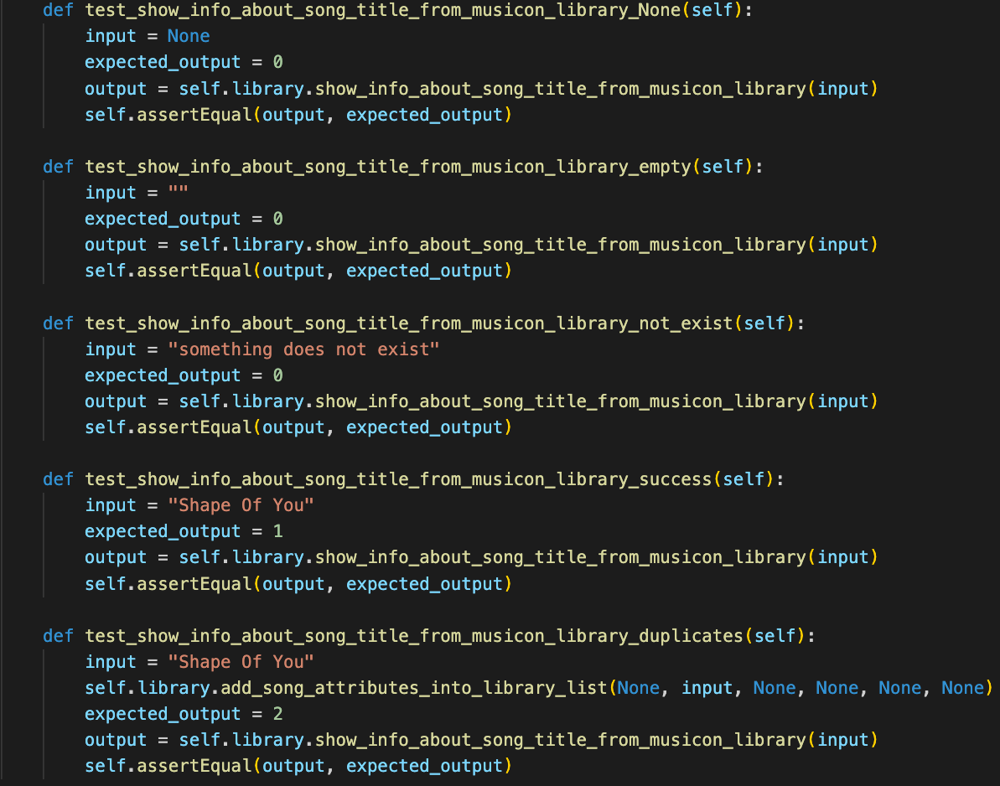 def test_show_info_about_song_title_from_musicon_library_None(self):
    input = None
    expected_output = 0
    output = self.library.show_info_about_song_title_from_musicon_library(input)
    self.assertEqual(output, expected_output)

def test_show_info_about_song_title_from_musicon_library_empty(self):
    input = ""
    expected_output = 0
    output = self.library.show_info_about_song_title_from_musicon_library(input)
    self.assertEqual(output, expected_output)

def test_show_info_about_song_title_from_musicon_library_not_exist(self):
    input = "something does not exist"
    expected_output = 0
    output = self.library.show_info_about_song_title_from_musicon_library(input)
    self.assertEqual(output, expected_output)

def test_show_info_about_song_title_from_musicon_library_success(self):
    input = "Shape Of You"
    expected_output = 1
    output = self.library.show_info_about_song_title_from_musicon_library(input)
    self.assertEqual(output, expected_output)

def test_show_info_about_song_title_from_musicon_library_duplicates(self):
    input = "Shape Of You"
    self.library.add_song_attributes_into_library_list(None, input, None, None, None, None)
    expected_output = 2
    output = self.library.show_info_about_song_title_from_musicon_library(input)
    self.assertEqual(output, expected_output)